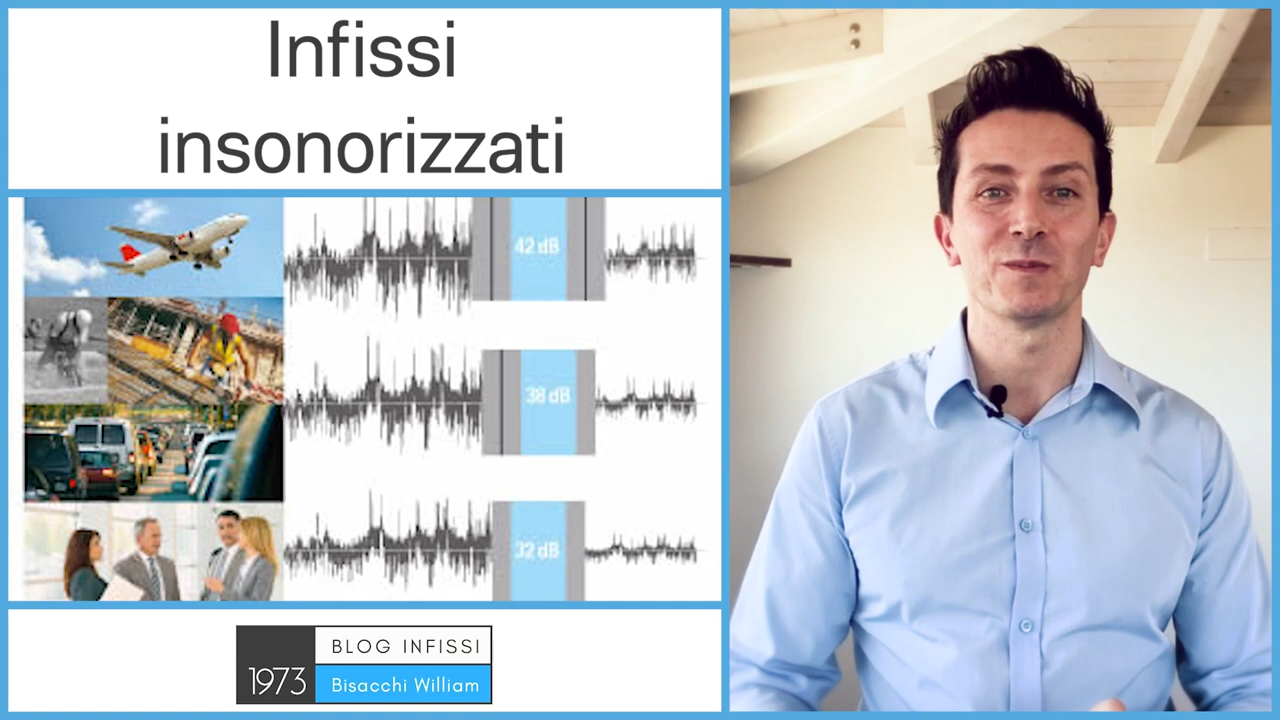 Infissi
insonorizzati
42 dB
38 dB
32 dB
1973
BLOG INFISSI
Bisacchi William